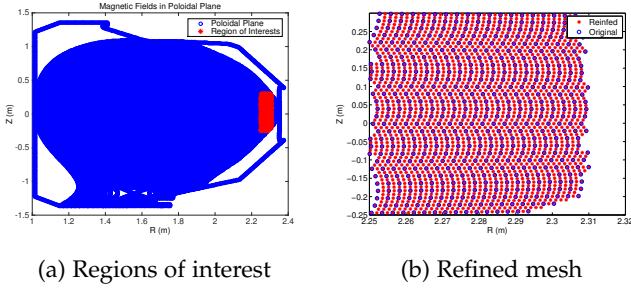 Magnetic Fields in Poloidal Plane
Poloidal Plane
Region of Interests
1.5
1
0.5
0
-0.5
-1
-1.5
Z (m)
1 1.2 1.4 1.6 1.8 2 2.2 2.4
R (m)
(a) Regions of interest
Reinfed
Original
0.25
0.2
0.15
0.1
0.05
0
-0.05
-0.1
-0.15
-0.2
-0.25
Z (m)
2.25 2.26 2.27 2.28 2.29 2.3 2.31 2.32
R (m)
(b) Refined mesh